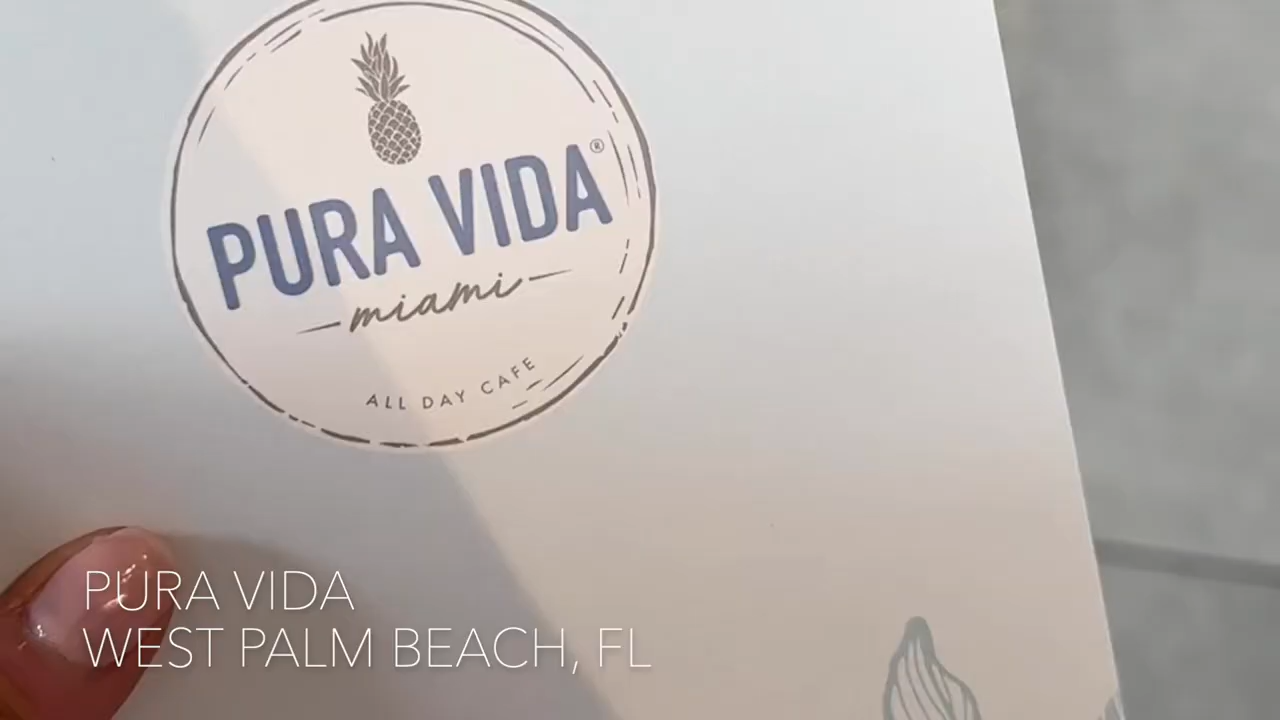 PURA VIDA®
miami
ALL DAY CAFE
PURA VIDA
WEST PALM BEACH, FL